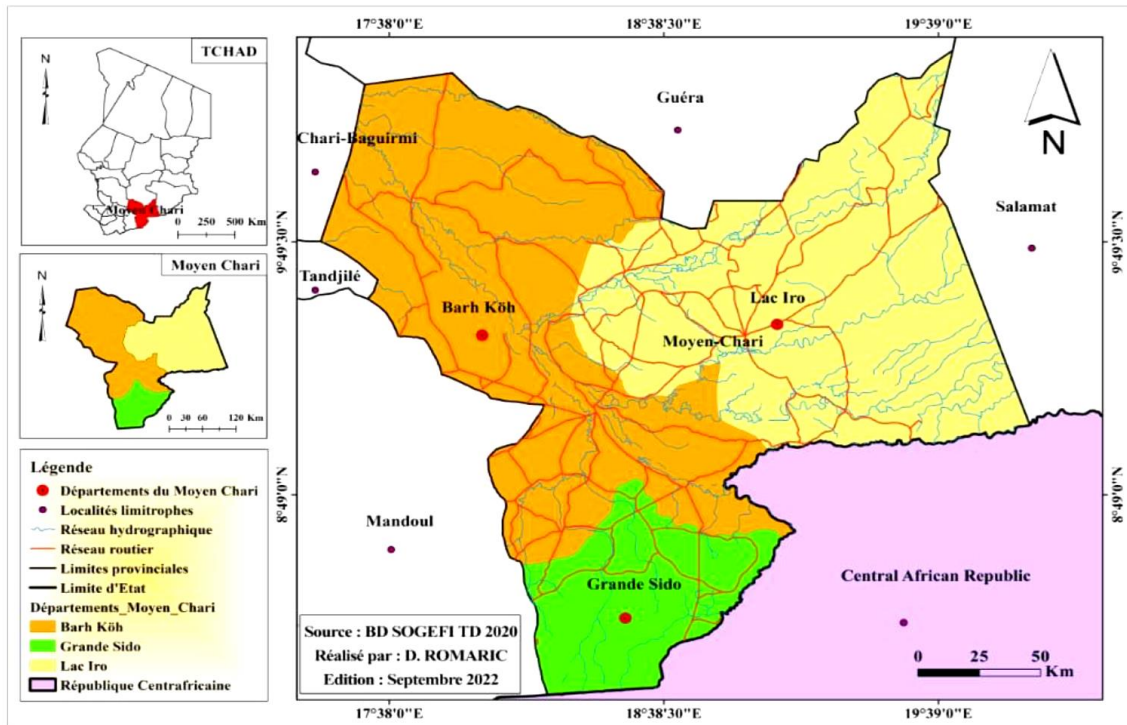 TCHAD
N
Moyen Chari
0 250 500 Km
Moyen Chari
N
0 30 60 120 Km
Légende
Départements du Moyen Chari
Localités limitrophes
Réseau hydrographique
Réseau routier
Limites provinciales
Limite d'Etat
Départements_Moyen_Chari
Barh Köh
Grande Sido
Lac Iro
République Centrafricaine
17°38'0"E 18°38'30"E 19°39'0"E
Guéra
N
Chari-Baguirmi
Salamat
9°49'30"N
9°49'30"N
Tandjilé
Lac Iro
Barh Köh
Moyen-Chari
8°49'0"N
8°49'0"N
Mandoul
Grande Sido
Central African Republic
Source : BD SOGEFI TD 2020
Réalisé par : D. ROMARIC
Edition : Septembre 2022
0 25 50
Km
17°38'0"E 18°38'30"E 19°39'0"E